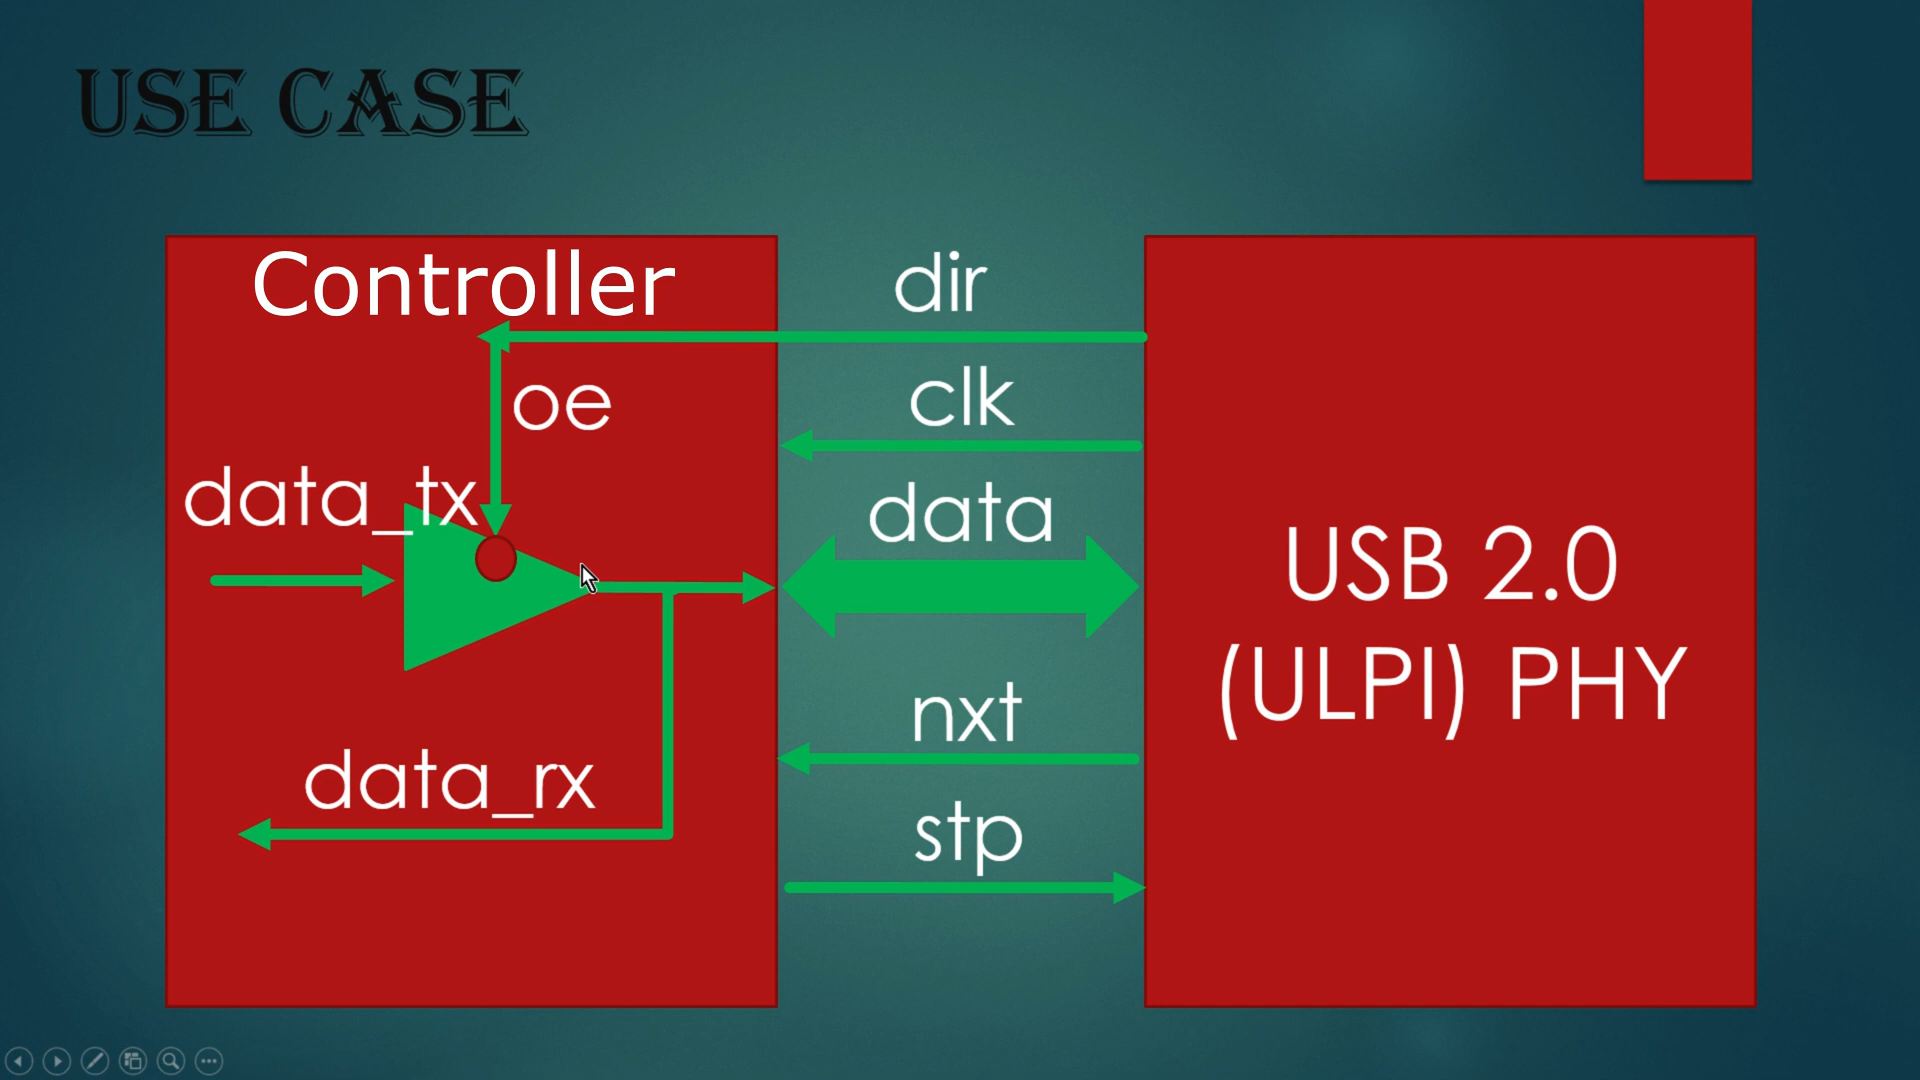 USE CASE
Controller
dir
oe
clk
data_tx
data
USB 2.0
(ULPI) PHY
nxt
data_rx
stp